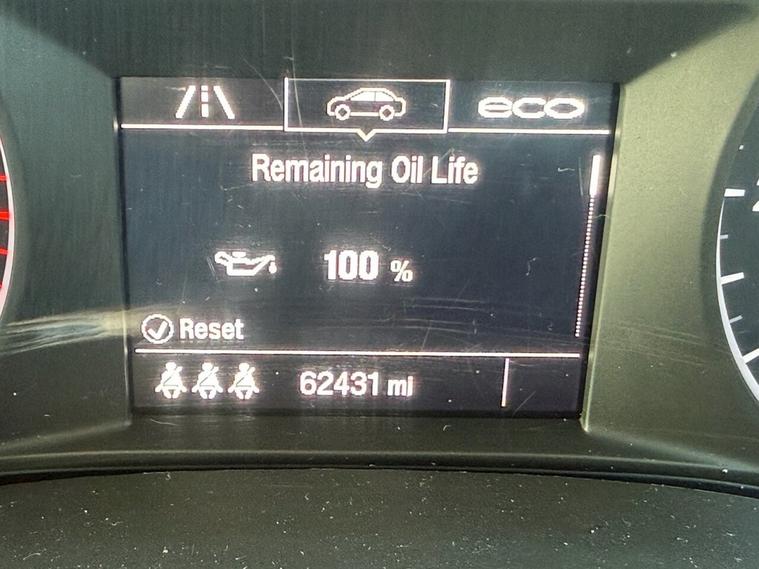 eco
Remaining Oil Life
100 %
Reset
62431 mi